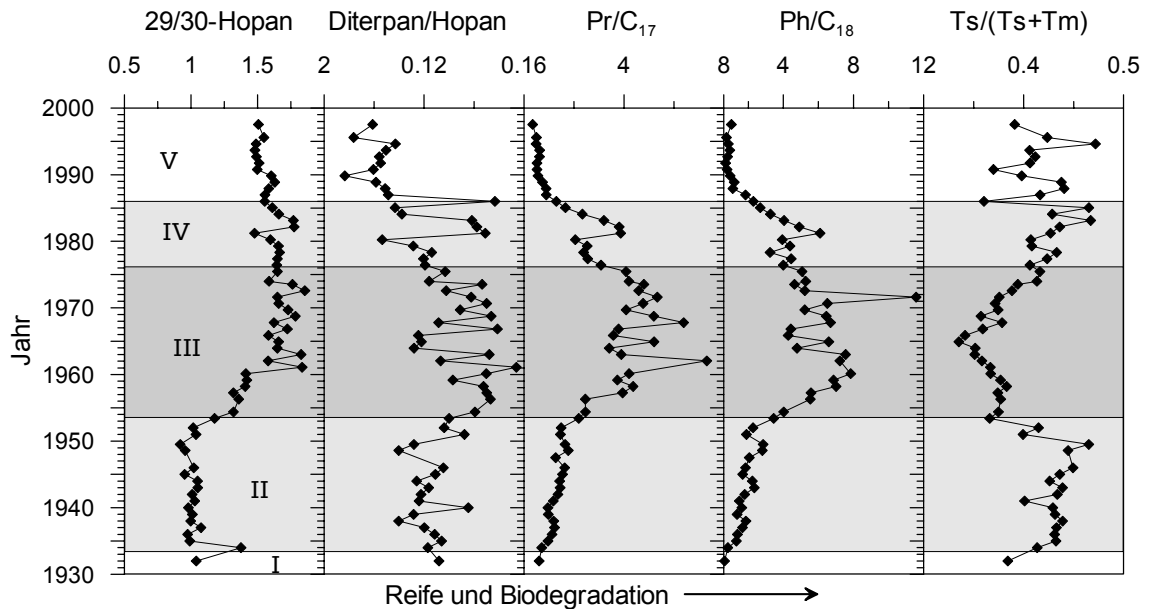 29/30-Hopan Diterpan/Hopan Pr/C17 Ph/C18 Ts/(Ts+Tm)
0.5 1 1.5 2 0.12 0.16 4 8 4 8 12 0.4 0.5
2000
V
1990
IV
1980
1970
III
1960
1950
II
1940
I
1930
Jahr
Reife und Biodegradation